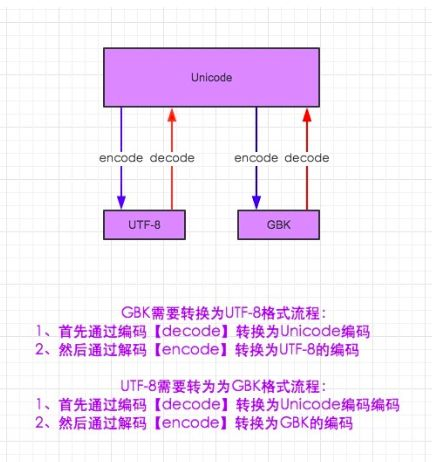 Unicode
encode decode encode decode
UTF-8 GBK
GBK需要转换为UTF-8格式流程：
1、首先通过编码【decode】转换为Unicode编码
2、然后通过解码【encode】转换为UTF-8的编码
UTF-8需要转为为GBK格式流程：
1、首先通过编码【decode】转换为Unicode编码编码
2、然后通过解码【encode】转换为GBK的编码